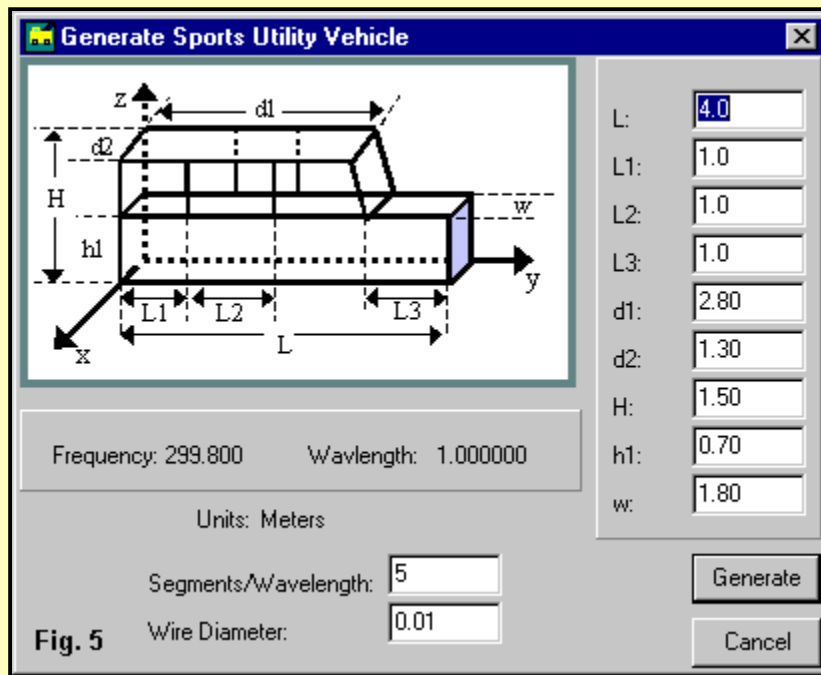 Generate Sports Utility Vehicle
z
d1
d2
H
w
h1
y
L1
L2
L3
L
x
L: 4.0
L1: 1.0
L2: 1.0
L3: 1.0
d1: 2.80
d2: 1.30
H: 1.50
h1: 0.70
w: 1.80
Frequency: 299.800 Wavlength: 1.000000
Units: Meters
Segments/Wavelength: 5
Wire Diameter: 0.01
Fig. 5
Generate
Cancel